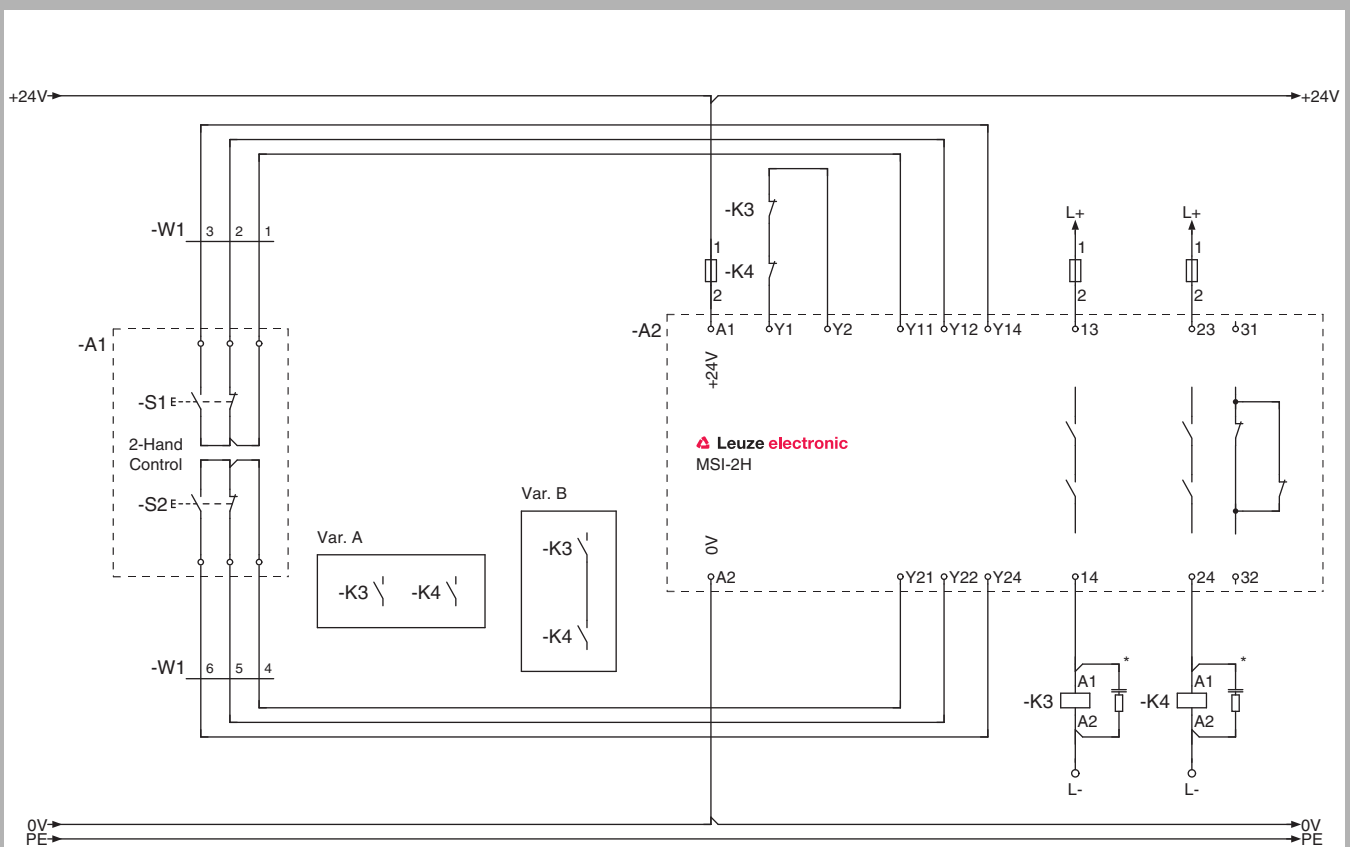 +24V
+24V
-W1 3 2 1
-K3
-K4
1
2
L+
1
2
L+
1
2
-A1
-A2
A1 Y1 Y2 Y11 Y12 Y14 13 23 31
+24V
-S1
2-Hand
Control
-S2
Leuze electronic
MSI-2H
Var. A
-K3 -K4
Var. B
-K3
-K4
0V
A2 Y21 Y22 Y24 14 24 32
-W1 6 5 4
-K3
A1
A2
*
L-
-K4
A1
A2
*
L-
0V
0V
PE
PE